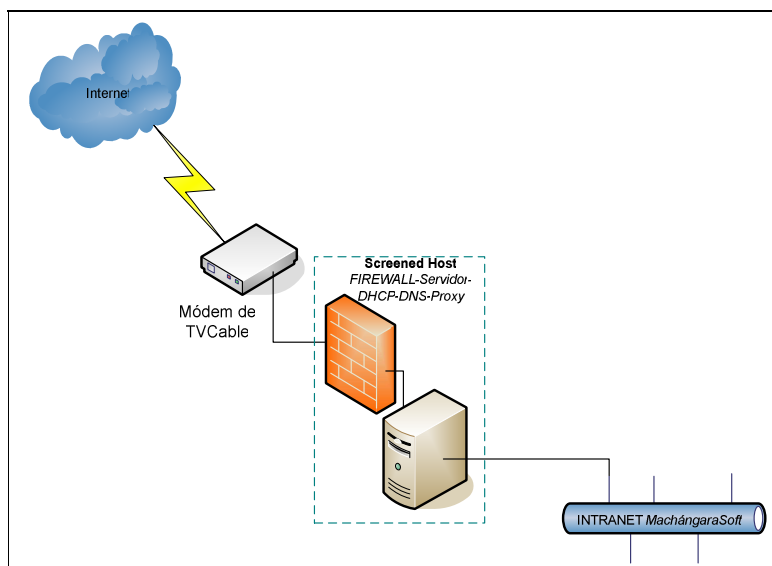 Internet
Screened Host
FIREWALL-Servidor-
DHCP-DNS-Proxy
Módem de
TVCable
INTRANET MachángaraSoft